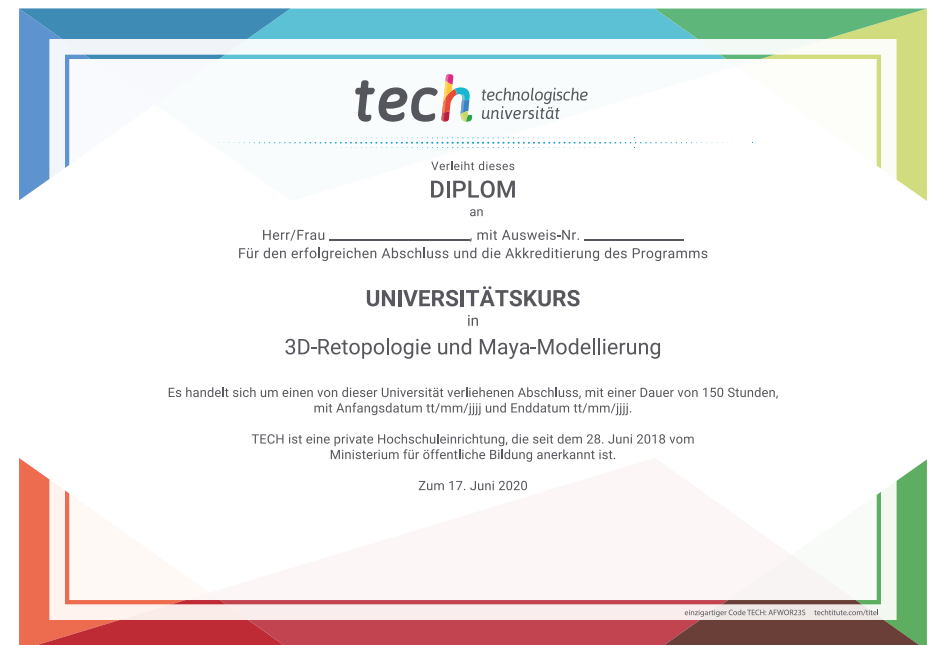 tech technologische
universität
Verleiht dieses
DIPLOM
an
Herr/Frau ____________________, mit Ausweis-Nr. ______________
Für den erfolgreichen Abschluss und die Akkreditierung des Programms
UNIVERSITÄTSKURS
in
3D-Retopologie und Maya-Modellierung
Es handelt sich um einen von dieser Universität verliehenen Abschluss, mit einer Dauer von 150 Stunden,
mit Anfangsdatum tt/mm/jjjj und Enddatum tt/mm/jjjj.
TECH ist eine private Hochschuleinrichtung, die seit dem 28. Juni 2018 vom
Ministerium für öffentliche Bildung anerkannt ist.
Zum 17. Juni 2020
einzigartiger Code TECH: AFWOR23S techtitute.com/titel